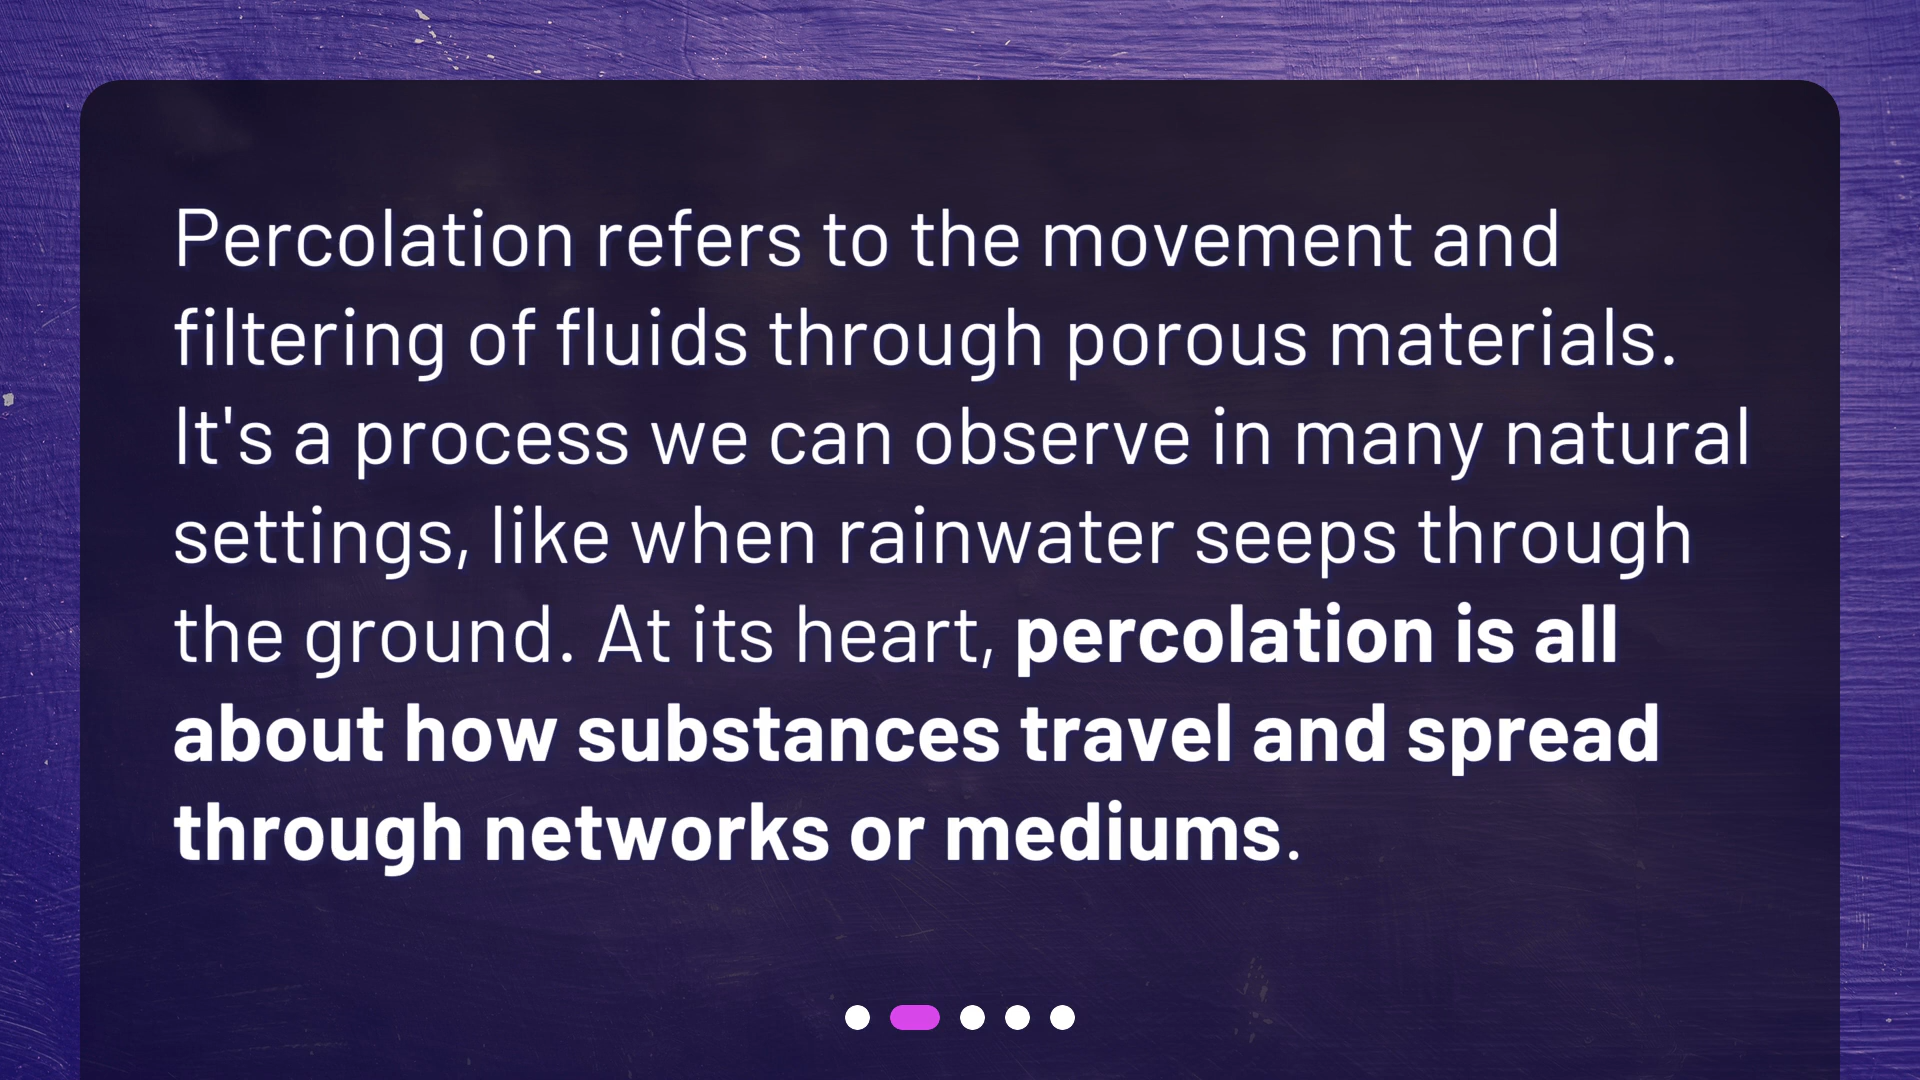 Percolation refers to the movement and
filtering of fluids through porous materials.
It's a process we can observe in many natural
settings, like when rainwater seeps through
the ground. At its heart, percolation is all
about how substances travel and spread
through networks or mediums.